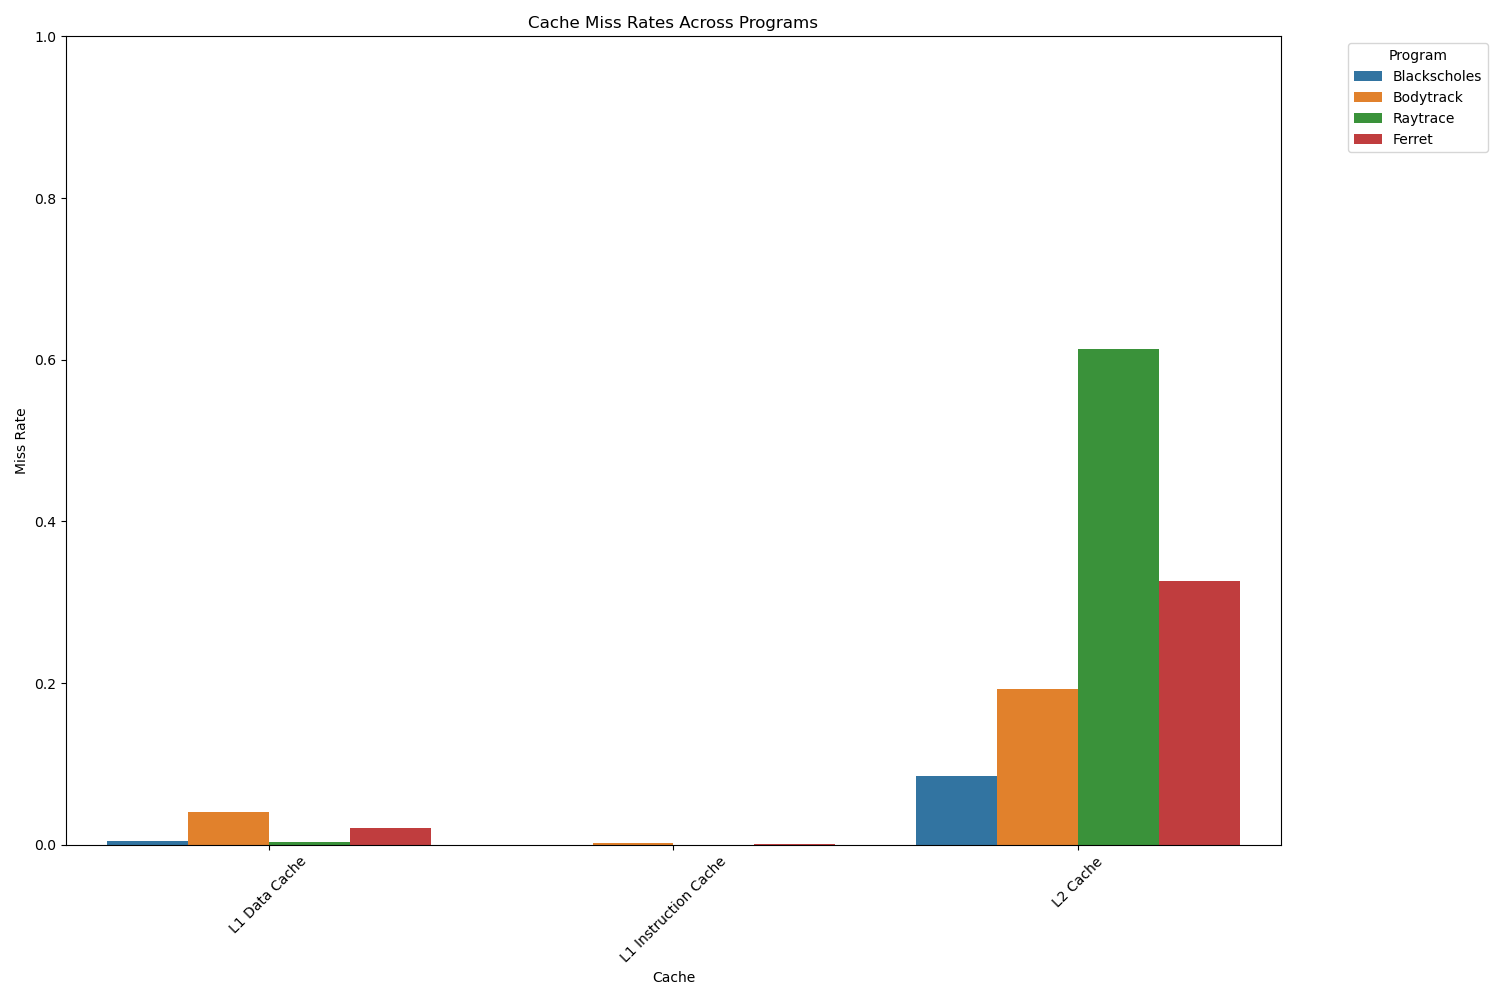 Cache Miss Rates Across Programs
Program
Blackscholes
Bodytrack
Raytrace
Ferret
1.0
0.8
0.6
0.4
0.2
0.0
Miss Rate
L1 Data Cache
L1 Instruction Cache
L2 Cache
Cache